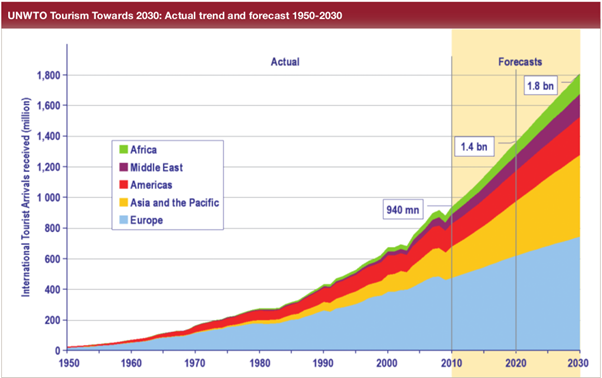 UNWTO Tourism Towards 2030: Actual trend and forecast 1950-2030
Actual
Forecasts
International Tourist Arrivals received (million)
1,800
1,600
1,400
1,200
1,000
800
600
400
200
0
Africa
Middle East
Americas
Asia and the Pacific
Europe
940 mn
1.4 bn
1.8 bn
1950 1960 1970 1980 1990 2000 2010 2020 2030